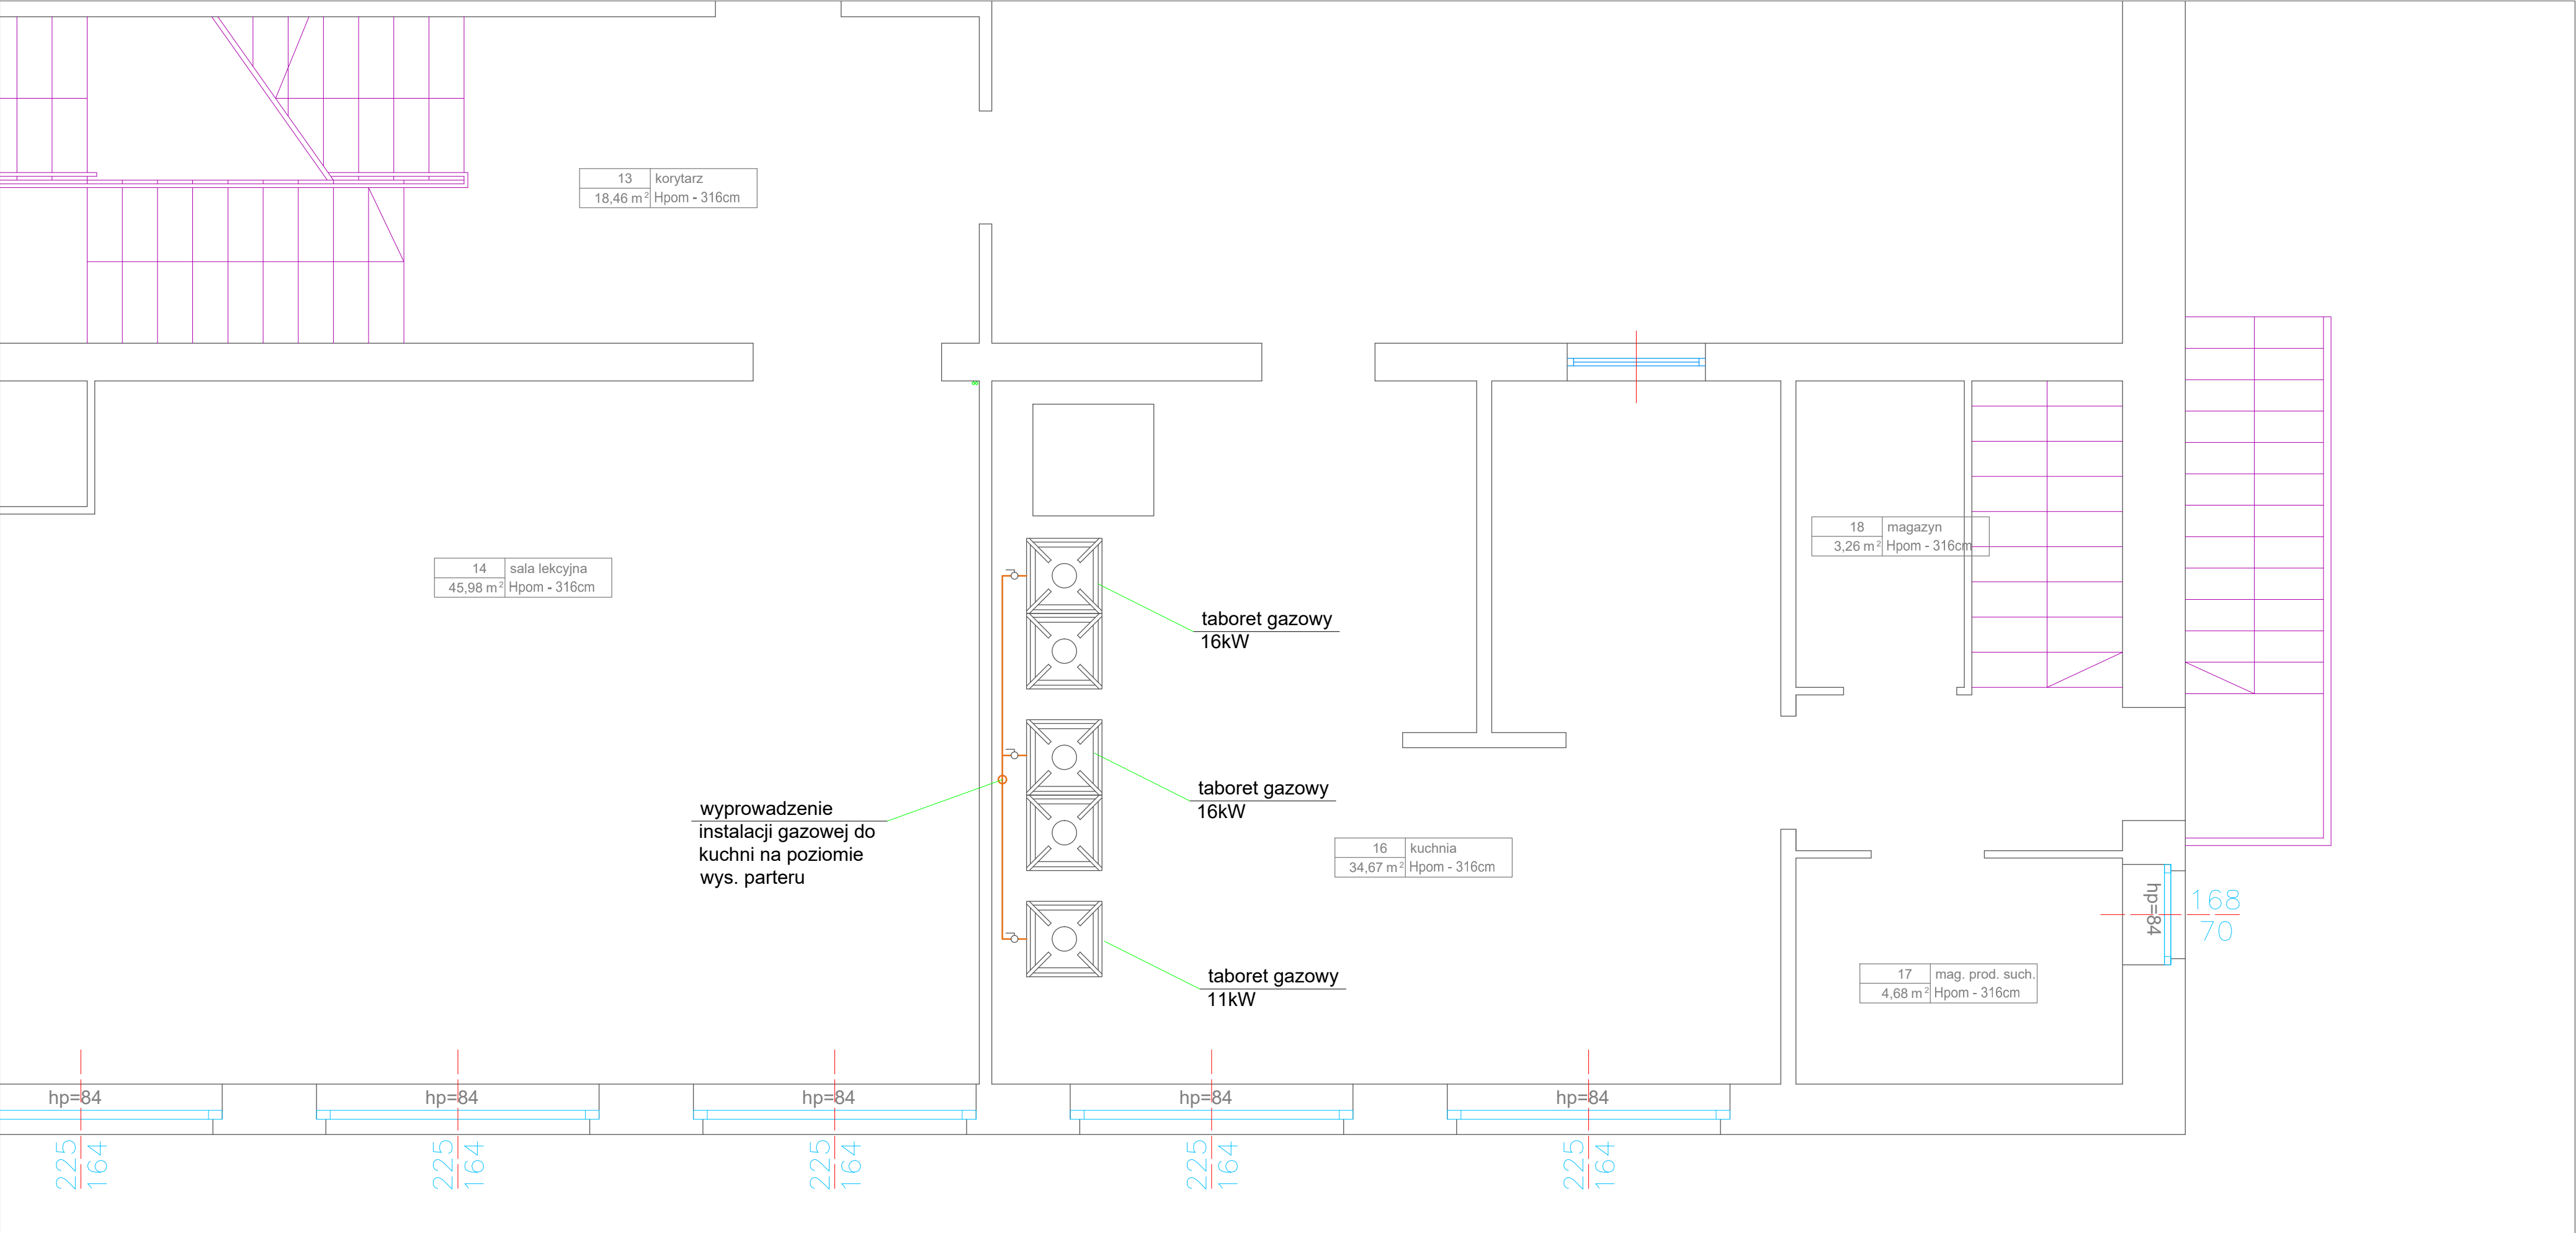 13 korytarz
18,46 m² Hpom - 316cm
14 sala lekcyjna
45,98 m² Hpom - 316cm
18 magazyn
3,26 m² Hpom - 316cm
taboret gazowy
16kW
taboret gazowy
16kW
wyprowadzenie
instalacji gazowej do
kuchni na poziomie
wys. parteru
16 kuchnia
34,67 m² Hpom - 316cm
hp=84
168
70
taboret gazowy
11kW
17 mag. prod. such.
4,68 m² Hpom - 316cm
hp=84
hp=84
hp=84
hp=84
hp=84
225
164
225
164
225
164
225
164
225
164